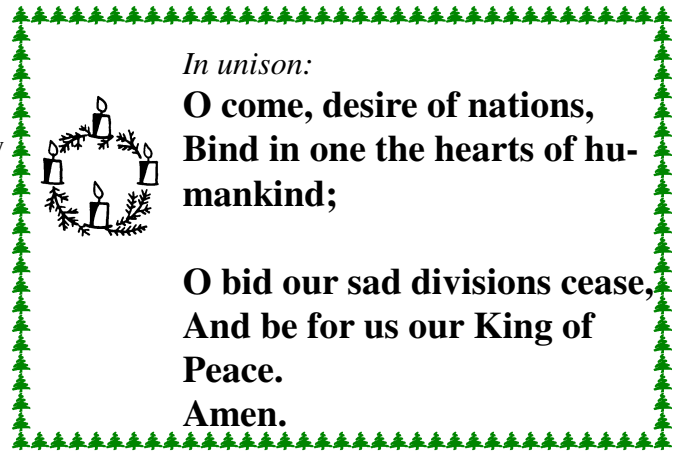 In unison:
O come, desire of nations,
Bind in one the hearts of hu-
mankind;
O bid our sad divisions cease,
And be for us our King of
Peace.
Amen.